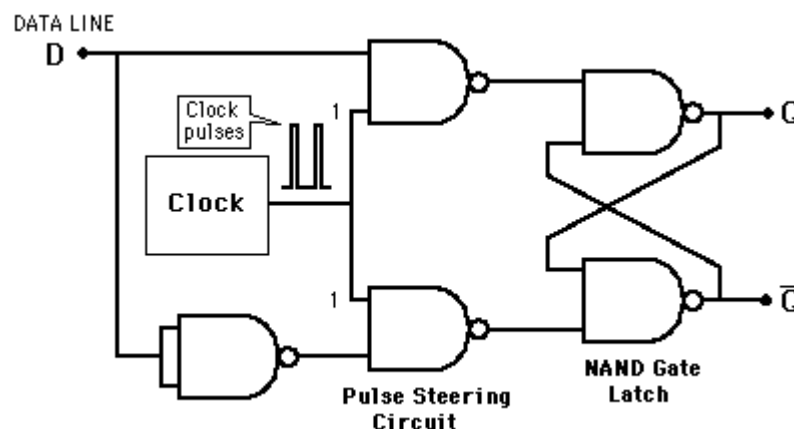 DATA LINE
D
Clock
pulses
1
Clock
1
Q
Q̅
Pulse Steering
Circuit
NAND Gate
Latch